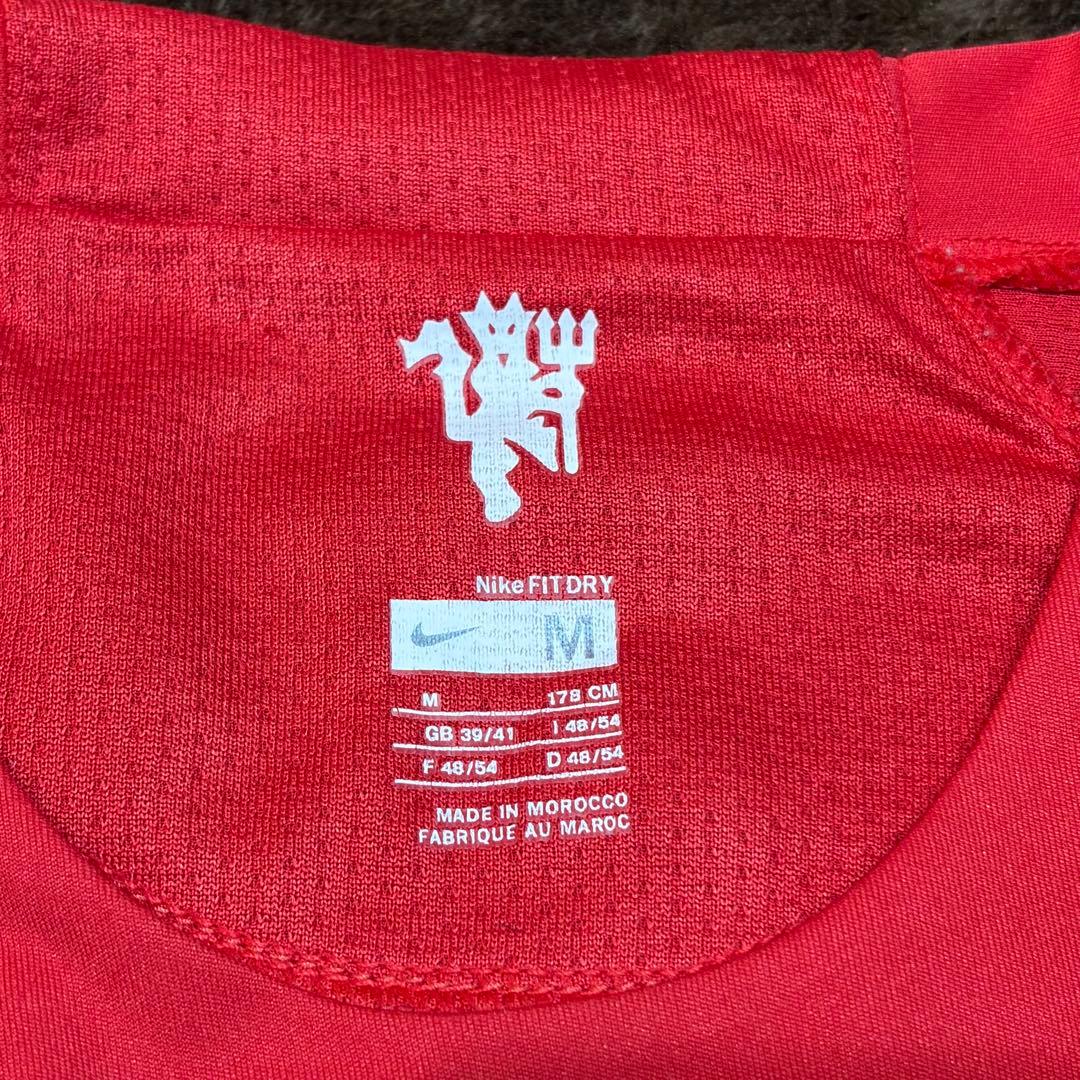 Nike FIT DRY
M
M 178 CM
GB 39/41 I 48/54
F 48/54 D 48/54
MADE IN MOROCCO
FABRIQUE AU MAROC